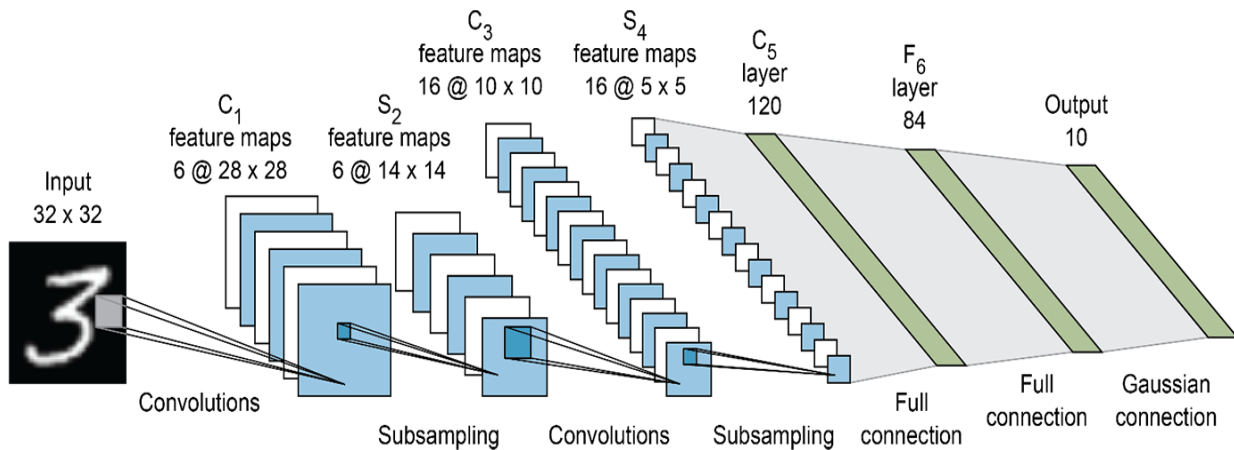 Input
32 x 32
C₁
feature maps
6 @ 28 x 28
S₂
feature maps
6 @ 14 x 14
C₃
feature maps
16 @ 10 x 10
S₄
feature maps
16 @ 5 x 5
C₅
layer
120
F₆
layer
84
Output
10
3
Convolutions
Subsampling
Convolutions
Subsampling
Full
connection
Full
connection
Gaussian
connection